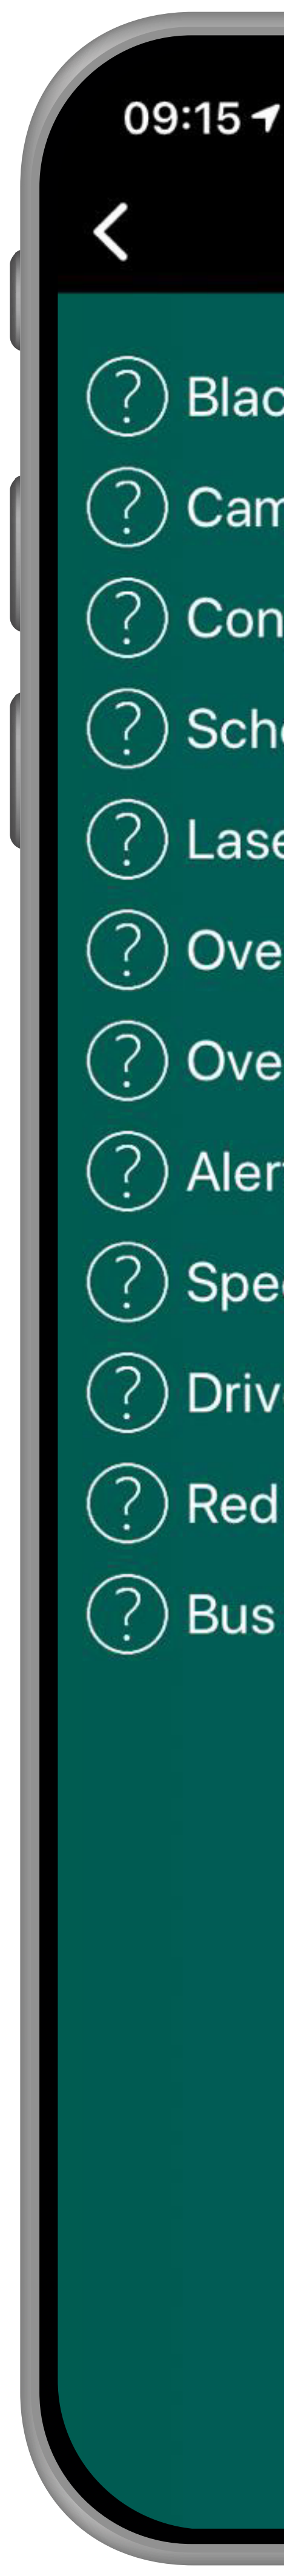 09:15
? Blac
? Cam
? Con
? Sch
? Lase
? Ove
? Ove
? Aler
? Spe
? Driv
? Red
? Bus